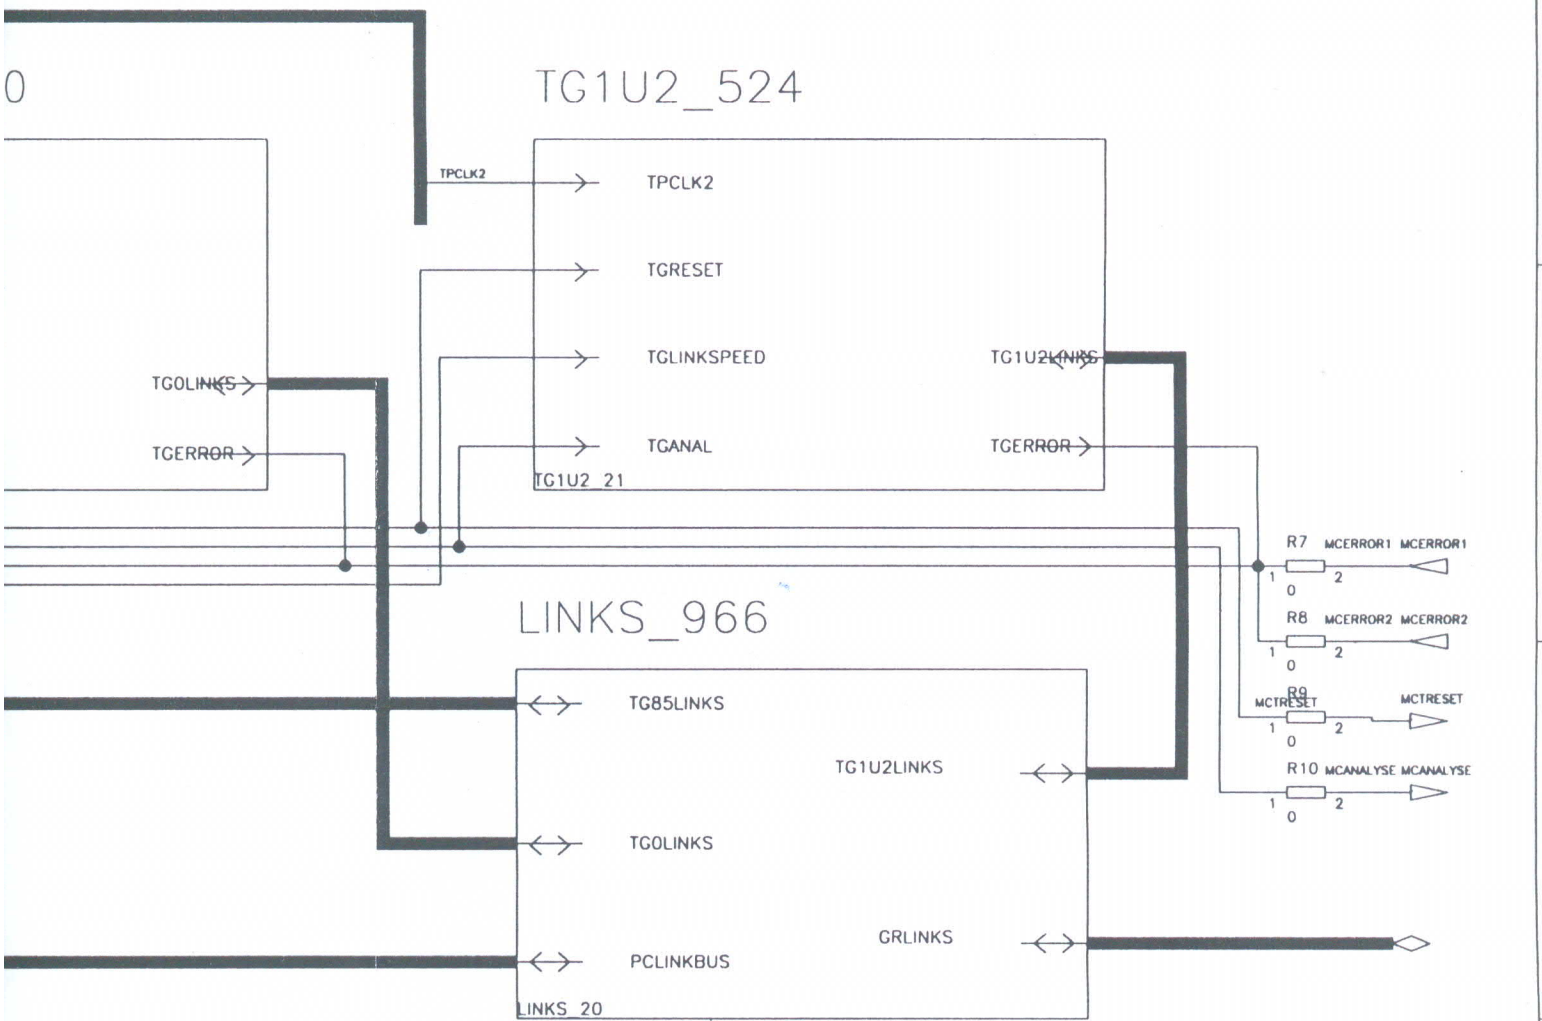 0
TG1U2_524
TPCLK2
TPCLK2
TGRESET
TGLINKSPEED
TG1U2LINKS
TG0LINKS
TGANAL
TGERROR
TGERROR
TG1U2_21
R7 MCERROR1 MCERROR1
1 2
0
LINKS_966
R8 MCERROR2 MCERROR2
1 2
0
R9
MCTRESET MCTRESET
1 2
0
TG85LINKS
TG1U2LINKS
R10 MCANALYSE MCANALYSE
1 2
0
TG0LINKS
GRLINKS
PCLINKBUS
LINKS_20